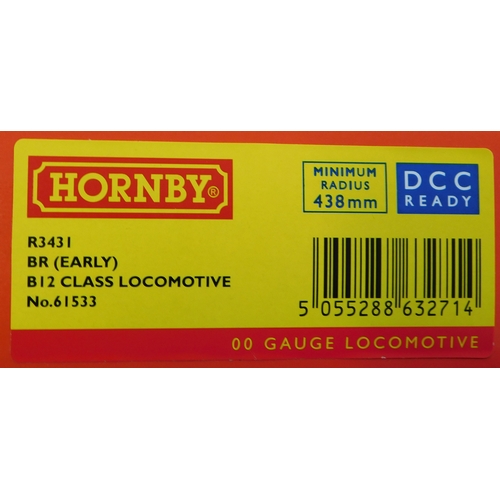 HORNBY®
MINIMUM
RADIUS
438mm
DCC
READY
R3431
BR (EARLY)
B12 CLASS LOCOMOTIVE
No.61533
5 055288 632714
00 GAUGE LOCOMOTIVE